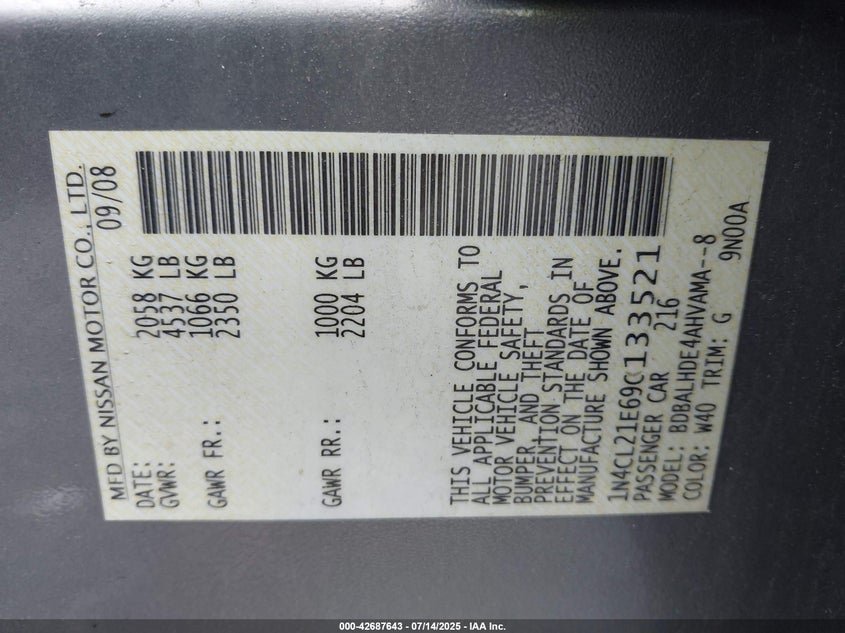 MFD BY NISSAN MOTOR CO., LTD.
DATE: 09/08
GVWR: 2058 KG
4537 LB
GAWR FR.: 1066 KG
2350 LB
GAWR RR.: 1000 KG
2204 LB
THIS VEHICLE CONFORMS TO
ALL APPLICABLE FEDERAL
MOTOR VEHICLE SAFETY,
BUMPER, AND THEFT
PREVENTION STANDARDS IN
EFFECT ON THE DATE OF
MANUFACTURE SHOWN ABOVE.
1N4CL21E69C133521
PASSENGER CAR 216
MODEL: BDBALHDE4AHVAMA--8
COLOR: W40 TRIM: G 9N00A
000-42687643 - 07/14/2025 - IAA Inc.